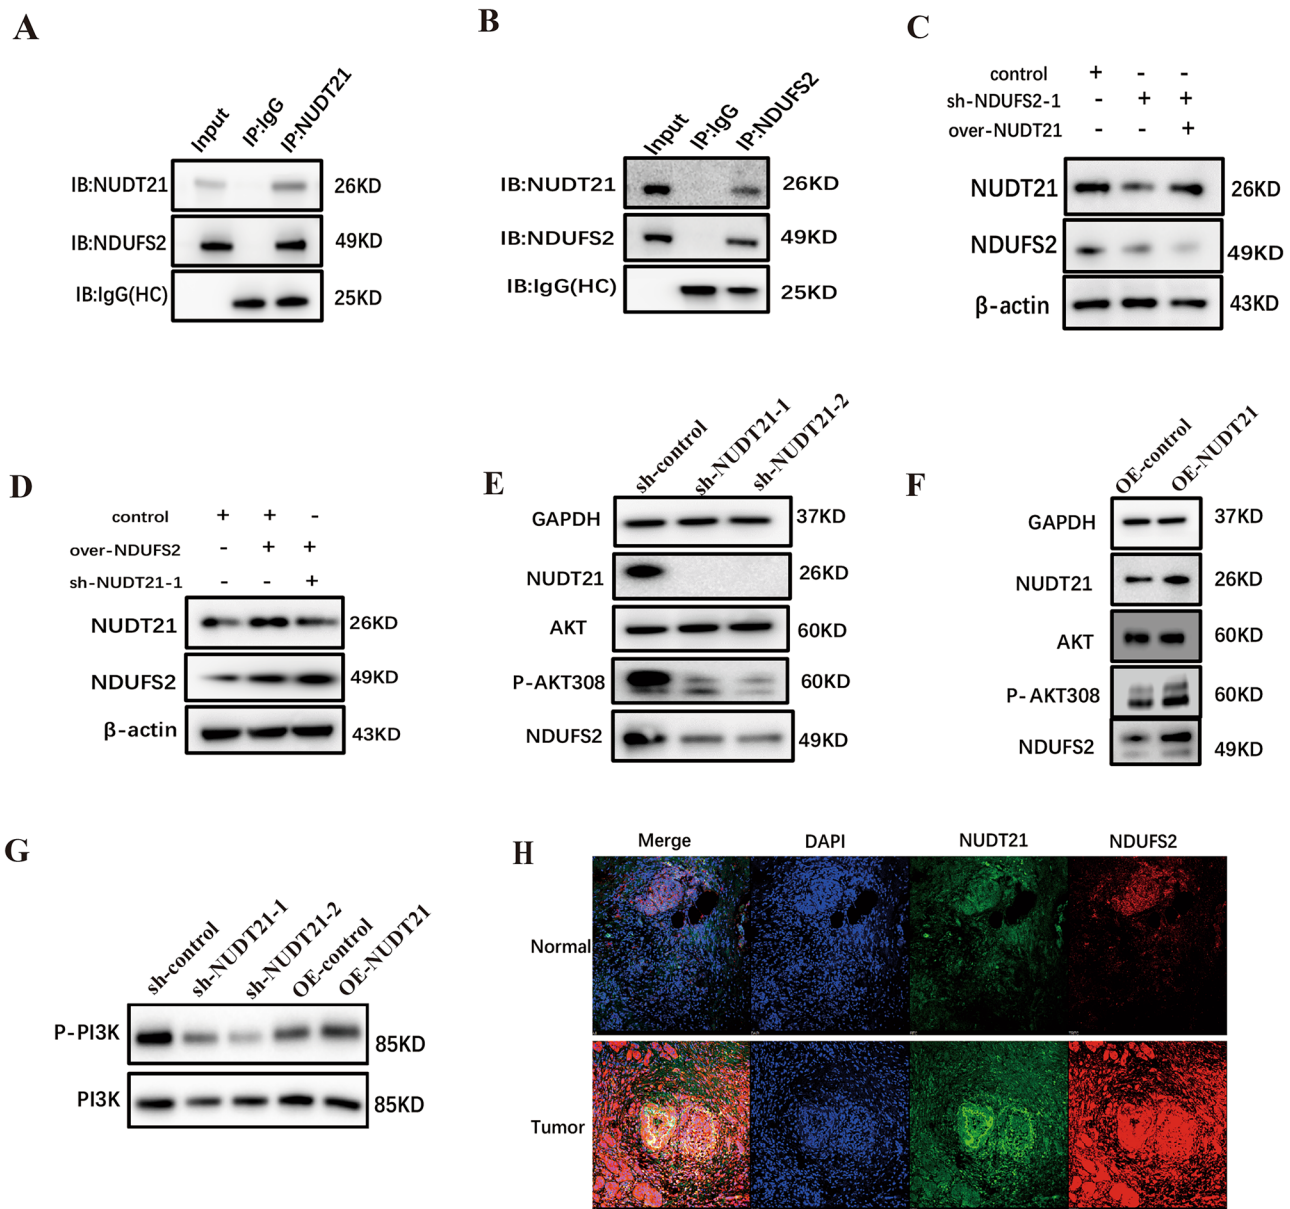 A
Input
IP:IgG
IP:NUDT21
IB:NUDT21
26KD
IB:NDUFS2
49KD
IB:IgG(HC)
25KD
B
Input
IP:IgG
IP:NDUFS2
IB:NUDT21
26KD
IB:NDUFS2
49KD
IB:IgG(HC)
25KD
C
control + - -
sh-NDUFS2-1 - + +
over-NUDT21 - - +
NUDT21
26KD
NDUFS2
49KD
β-actin
43KD
D
control + + -
over-NDUFS2 - + +
sh-NUDT21-1 - - +
NUDT21
26KD
NDUFS2
49KD
β-actin
43KD
E
sh-control
sh-NUDT21-1
sh-NUDT21-2
GAPDH
37KD
NUDT21
26KD
AKT
60KD
P-AKT308
60KD
NDUFS2
49KD
F
OE-control
OE-NUDT21
GAPDH
37KD
NUDT21
26KD
AKT
60KD
P-AKT308
60KD
NDUFS2
49KD
G
sh-control
sh-NUDT21-1
sh-NUDT21-2
OE-control
OE-NUDT21
P-PI3K
85KD
PI3K
85KD
H
Merge
DAPI
NUDT21
NDUFS2
Normal
Tumor